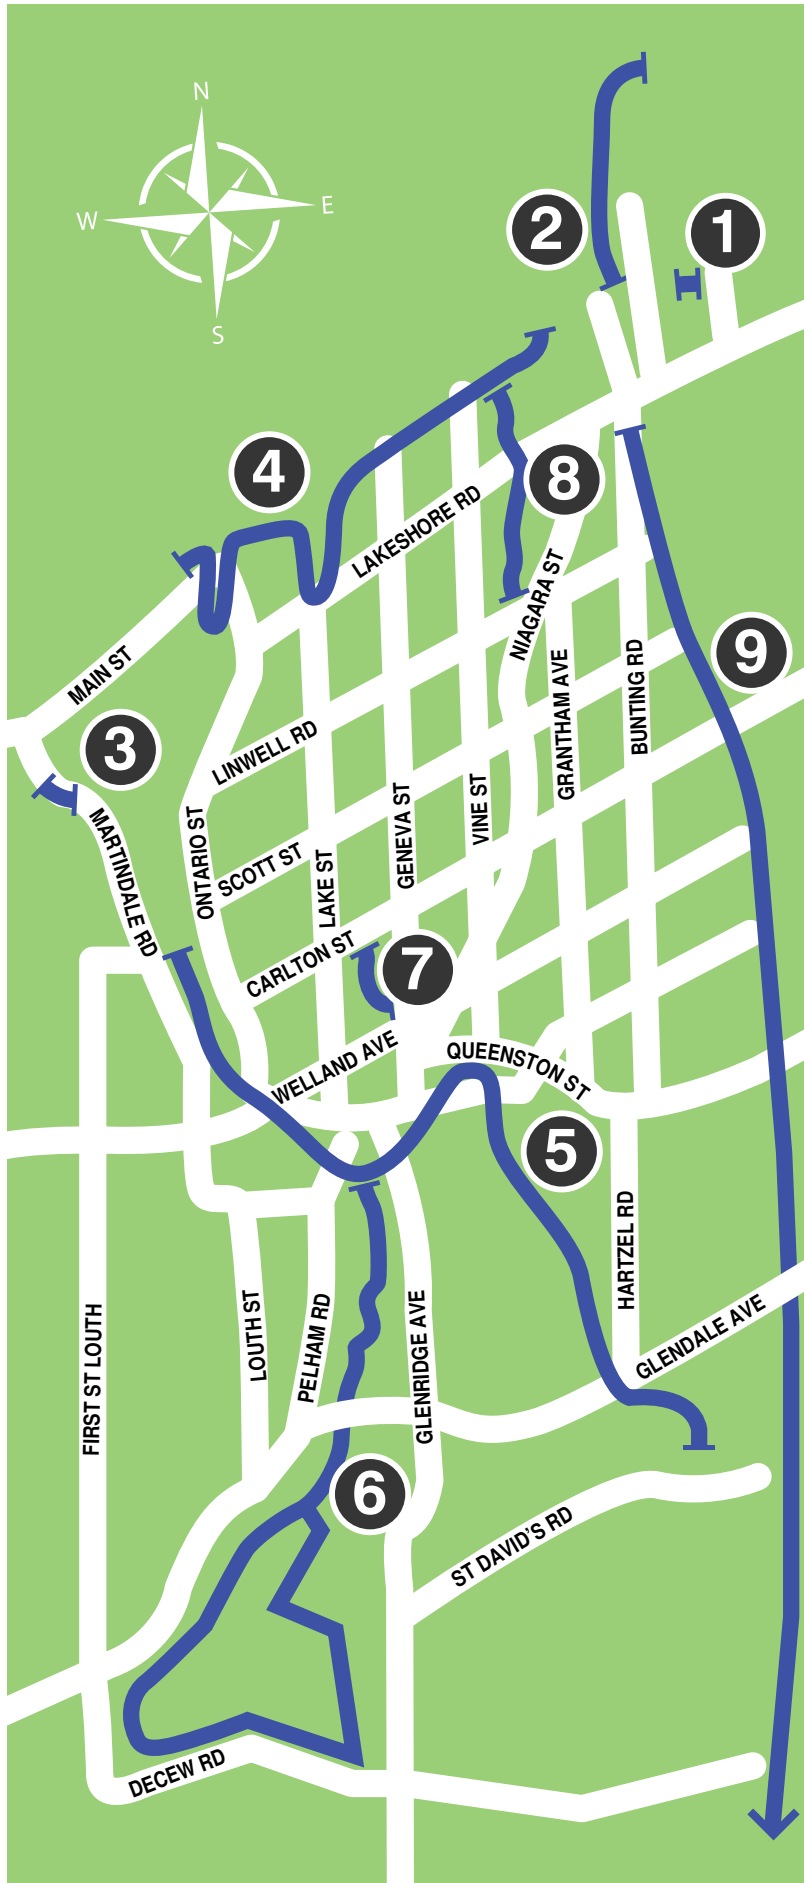 N
W
E
S
2
1
4
LAKESHORE RD
8
NIAGARA ST
MAIN ST
3
LINWELL RD
GRANTHAM AVE
BUNTING RD
9
MARTINDALE RD
ONTARIO ST
SCOTT ST
LAKE ST
GENEVA ST
VINE ST
CARLTON ST
7
WELLAND AVE
QUEENSTON ST
5
HARTZEL RD
FIRST ST LOUTH
LOUTH ST
PELHAM RD
GLENRIDGE AVE
GLENDALE AVE
6
ST DAVID'S RD
DECEW RD